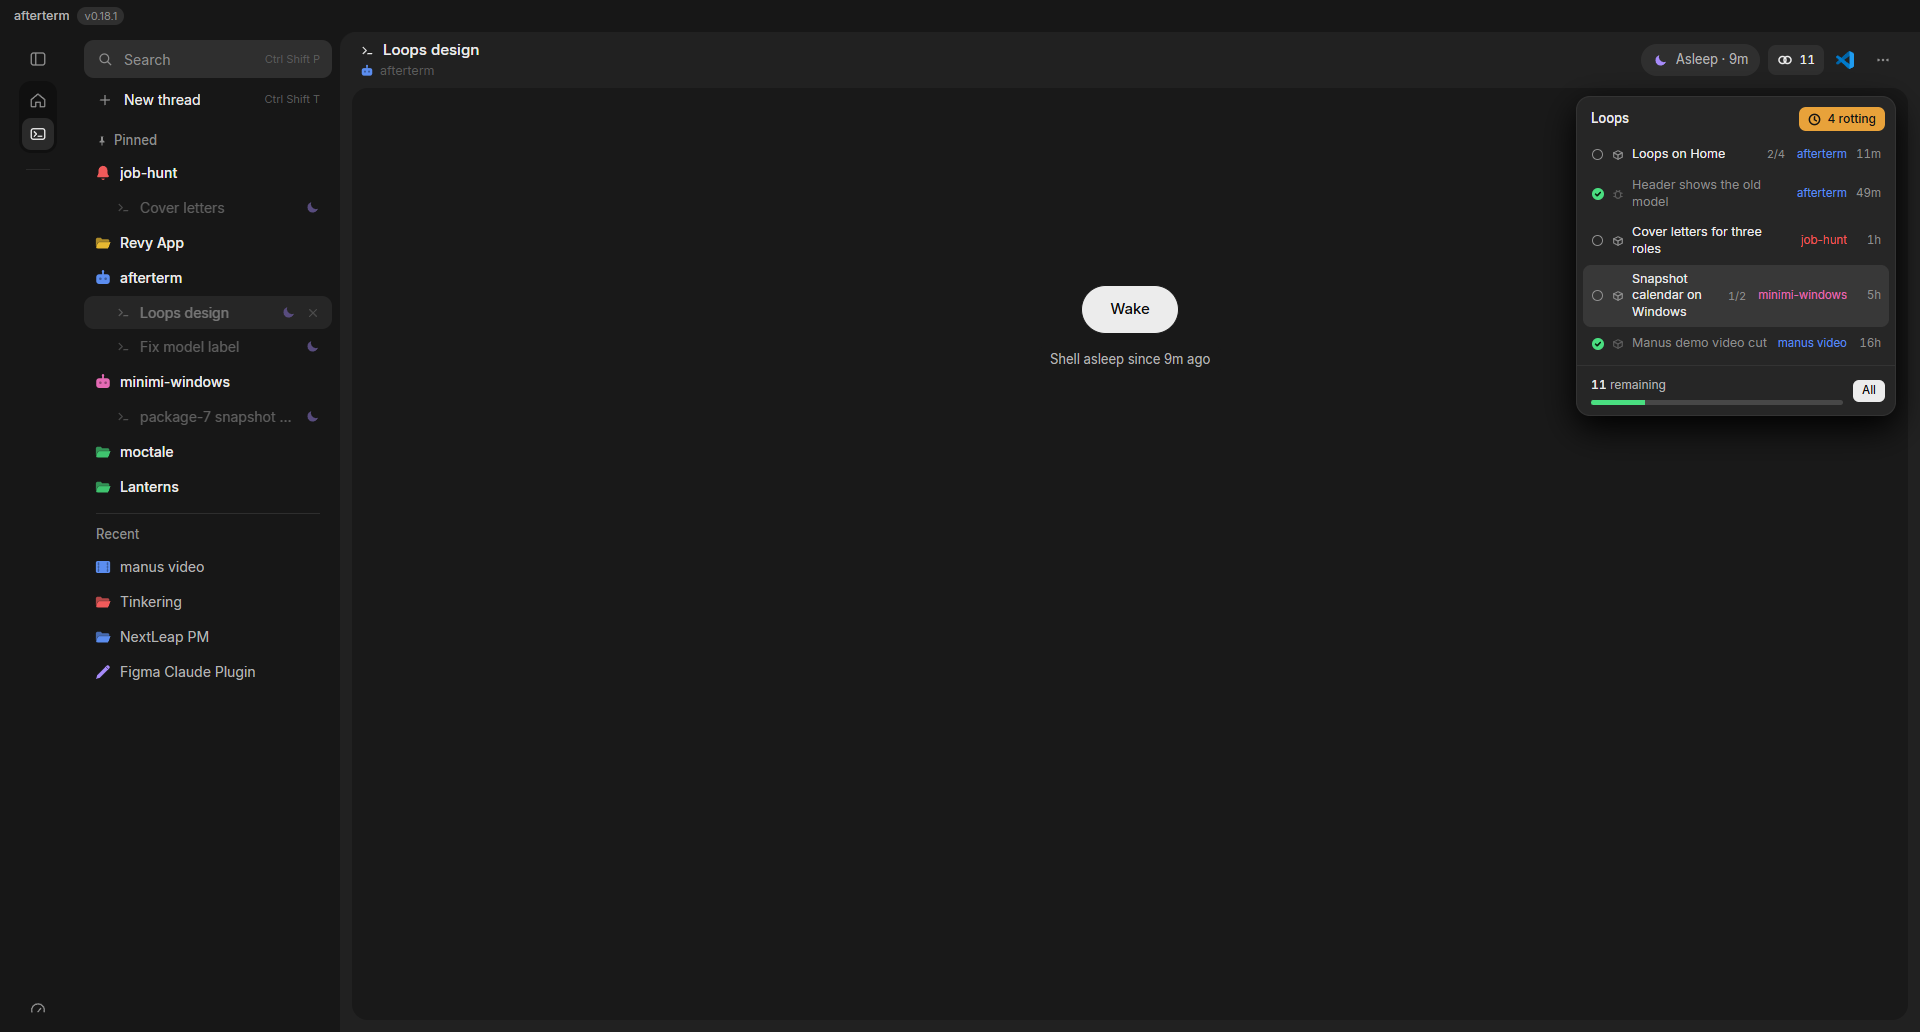 afterterm v0.18.1
Search Ctrl Shift P
New thread Ctrl Shift T
Pinned
job-hunt
Cover letters
Revy App
afterterm
Loops design
Fix model label
minimi-windows
package-7 snapshot ...
moctale
Lanterns
Recent
manus video
Tinkering
NextLeap PM
Figma Claude Plugin
Loops design
afterterm
Asleep · 9m
11
Wake
Shell asleep since 9m ago
Loops 4 rotting
Loops on Home 2/4 afterterm 11m
Header shows the old
model
afterterm 49m
Cover letters for three
roles
job-hunt 1h
Snapshot
calendar on
Windows
1/2 minimi-windows 5h
Manus demo video cut manus video 16h
11 remaining
All